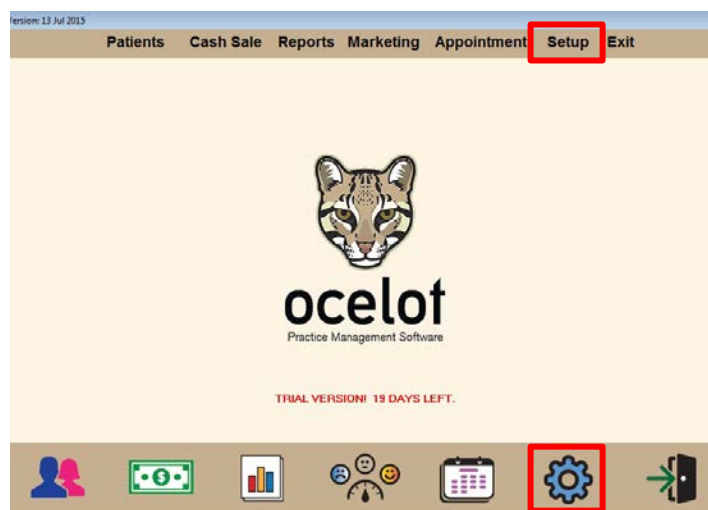 Version: 13 Jul 2015
Patients Cash Sale Reports Marketing Appointment Setup Exit
ocelot
Practice Management Software
TRIAL VERSION! 19 DAYS LEFT.